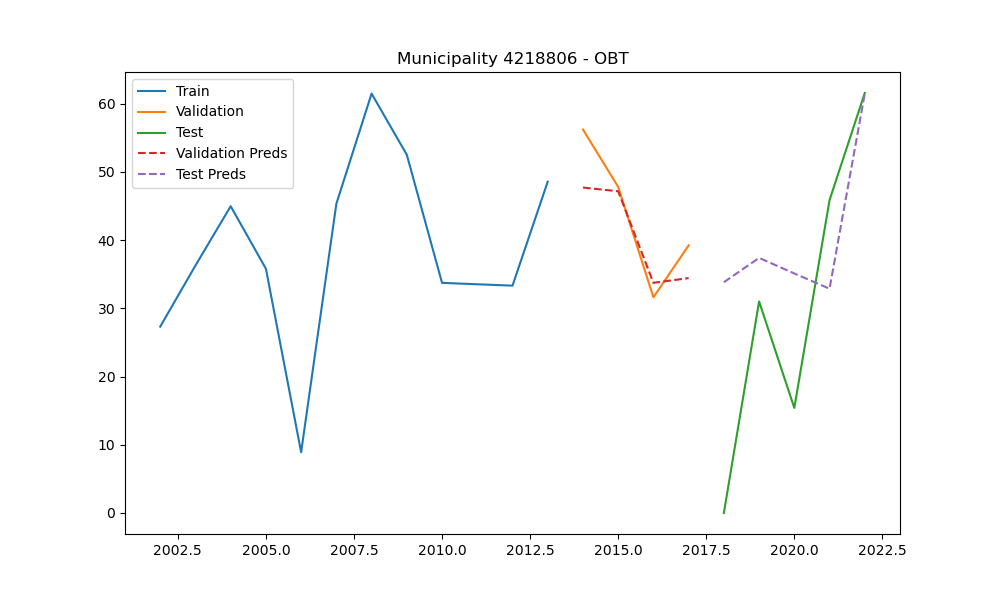 Municipality 4218806 - OBT
Train
Validation
Test
Validation Preds
Test Preds
60
50
40
30
20
10
0
2002.5 2005.0 2007.5 2010.0 2012.5 2015.0 2017.5 2020.0 2022.5